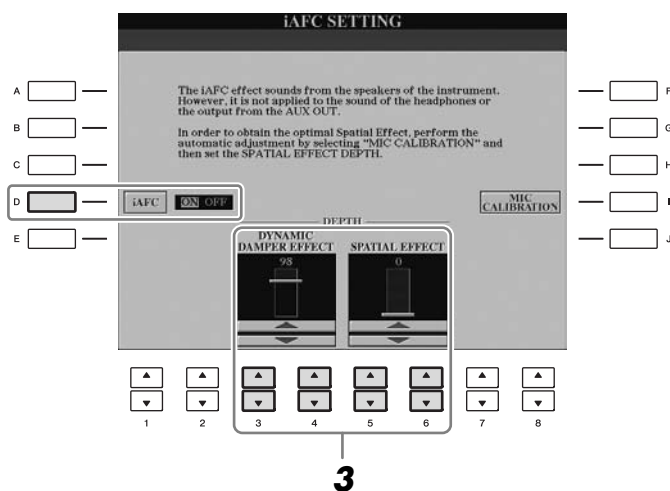 iAFC SETTING
The iAFC effect sounds from the speakers of the instrument.
However, it is not applied to the sound of the headphones or
the output from the AUX OUT.
In order to obtain the optimal Spatial Effect, perform the
automatic adjustment by selecting "MIC CALIBRATION" and
then set the SPATIAL EFFECT DEPTH.
A
B
C
D
E
F
G
H
I
J
iAFC ON OFF
MIC
CALIBRATION
DEPTH
DYNAMIC
DAMPER EFFECT
98
SPATIAL EFFECT
0
1 2 3 4 5 6 7 8
3